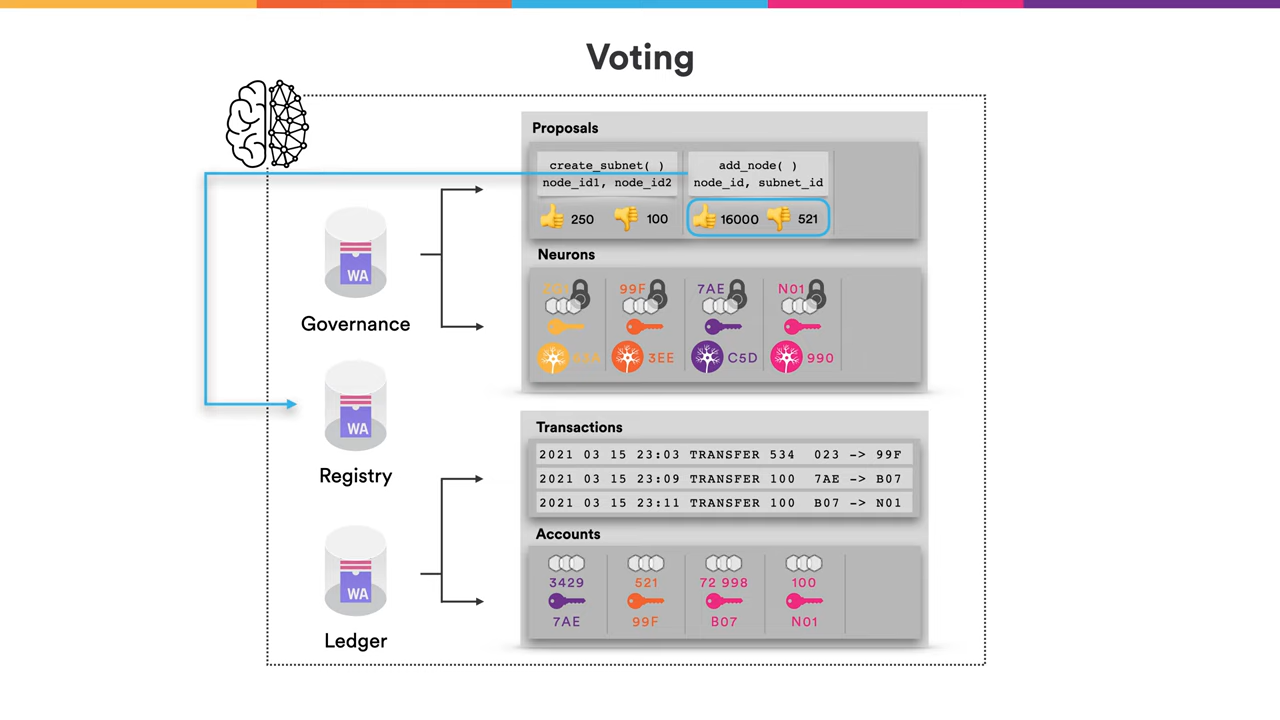 Voting
Proposals
create_subnet( )
node_id1, node_id2
add_node( )
node_id, subnet_id
250
100
16000
521
Neurons
99F
7AE
N01
3EE
C5D
990
WA
Governance
WA
Registry
WA
Ledger
Transactions
2021 03 15 23:03 TRANSFER 534 023 -> 99F
2021 03 15 23:09 TRANSFER 100 7AE -> B07
2021 03 15 23:11 TRANSFER 100 B07 -> N01
Accounts
3429
521
72 998
100
7AE
99F
B07
N01